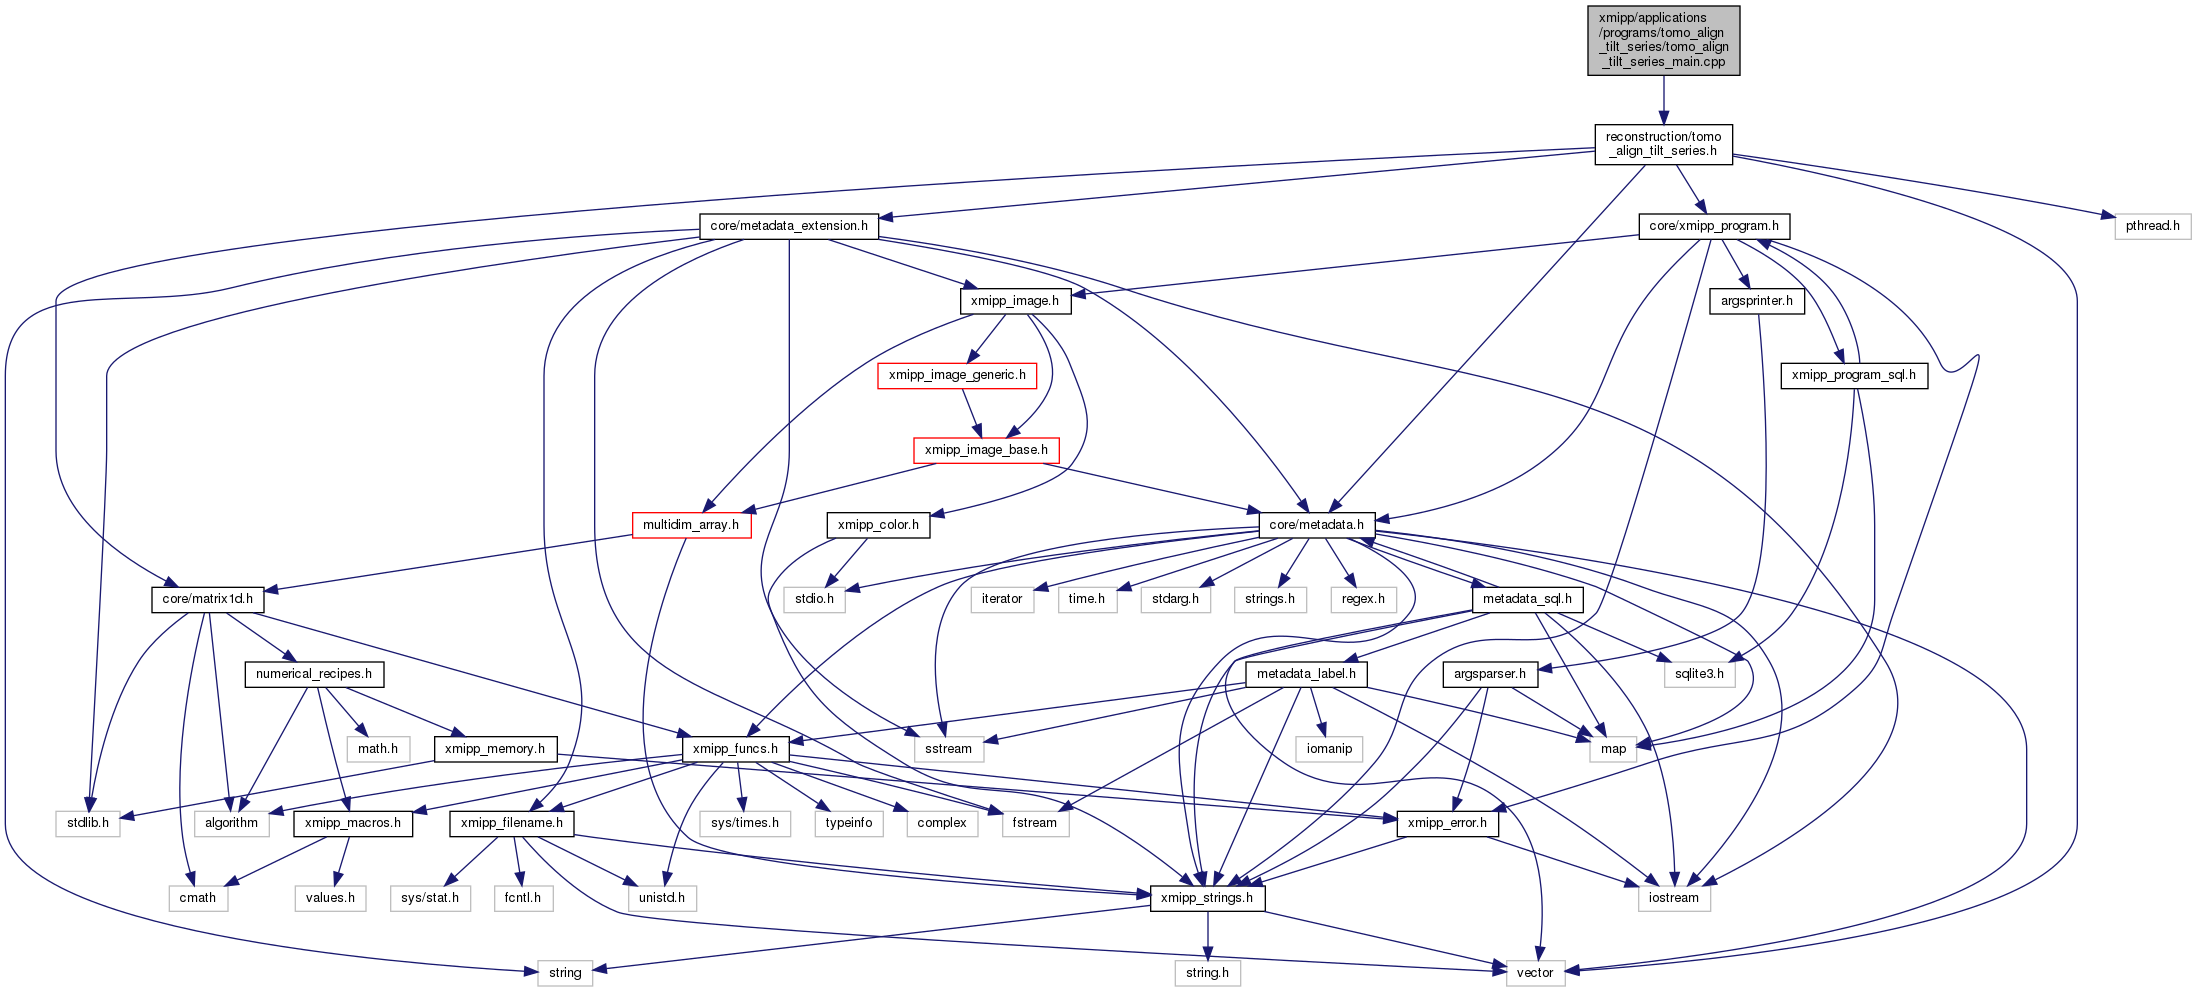 xmipp/applications
/programs/tomo_align
_tilt_series/tomo_align
_tilt_series_main.cpp
reconstruction/tomo
_align_tilt_series.h
core/metadata_extension.h
core/xmipp_program.h
pthread.h
xmipp_image.h
argsprinter.h
xmipp_image_generic.h
xmipp_program_sql.h
xmipp_image_base.h
multidim_array.h
xmipp_color.h
core/metadata.h
core/matrix1d.h
stdio.h
iterator
time.h
stdarg.h
strings.h
regex.h
metadata_sql.h
numerical_recipes.h
metadata_label.h
argsparser.h
sqlite3.h
math.h
xmipp_memory.h
xmipp_funcs.h
sstream
iomanip
map
stdlib.h
algorithm
xmipp_macros.h
xmipp_filename.h
sys/times.h
typeinfo
complex
fstream
xmipp_error.h
cmath
values.h
sys/stat.h
fcntl.h
unistd.h
xmipp_strings.h
iostream
string
string.h
vector